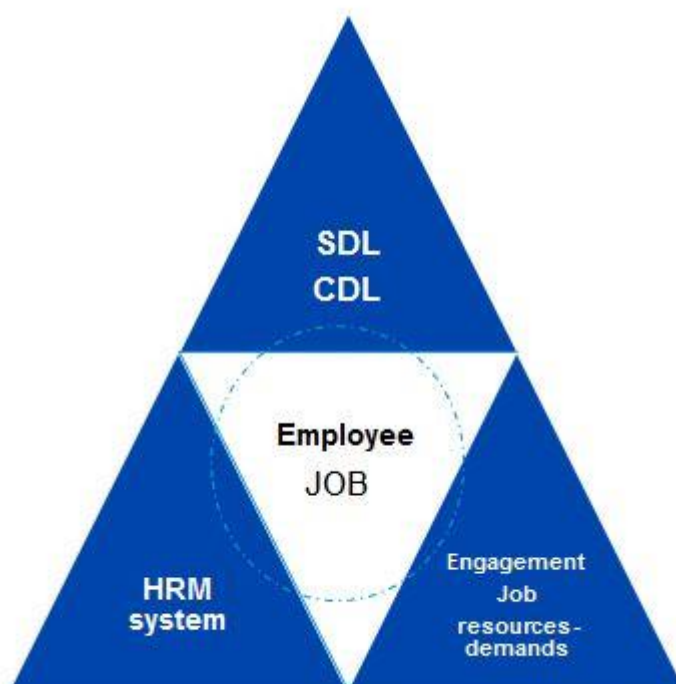 SDL
CDL
Employee
JOB
HRM
system
Engagement
Job
resources-
demands